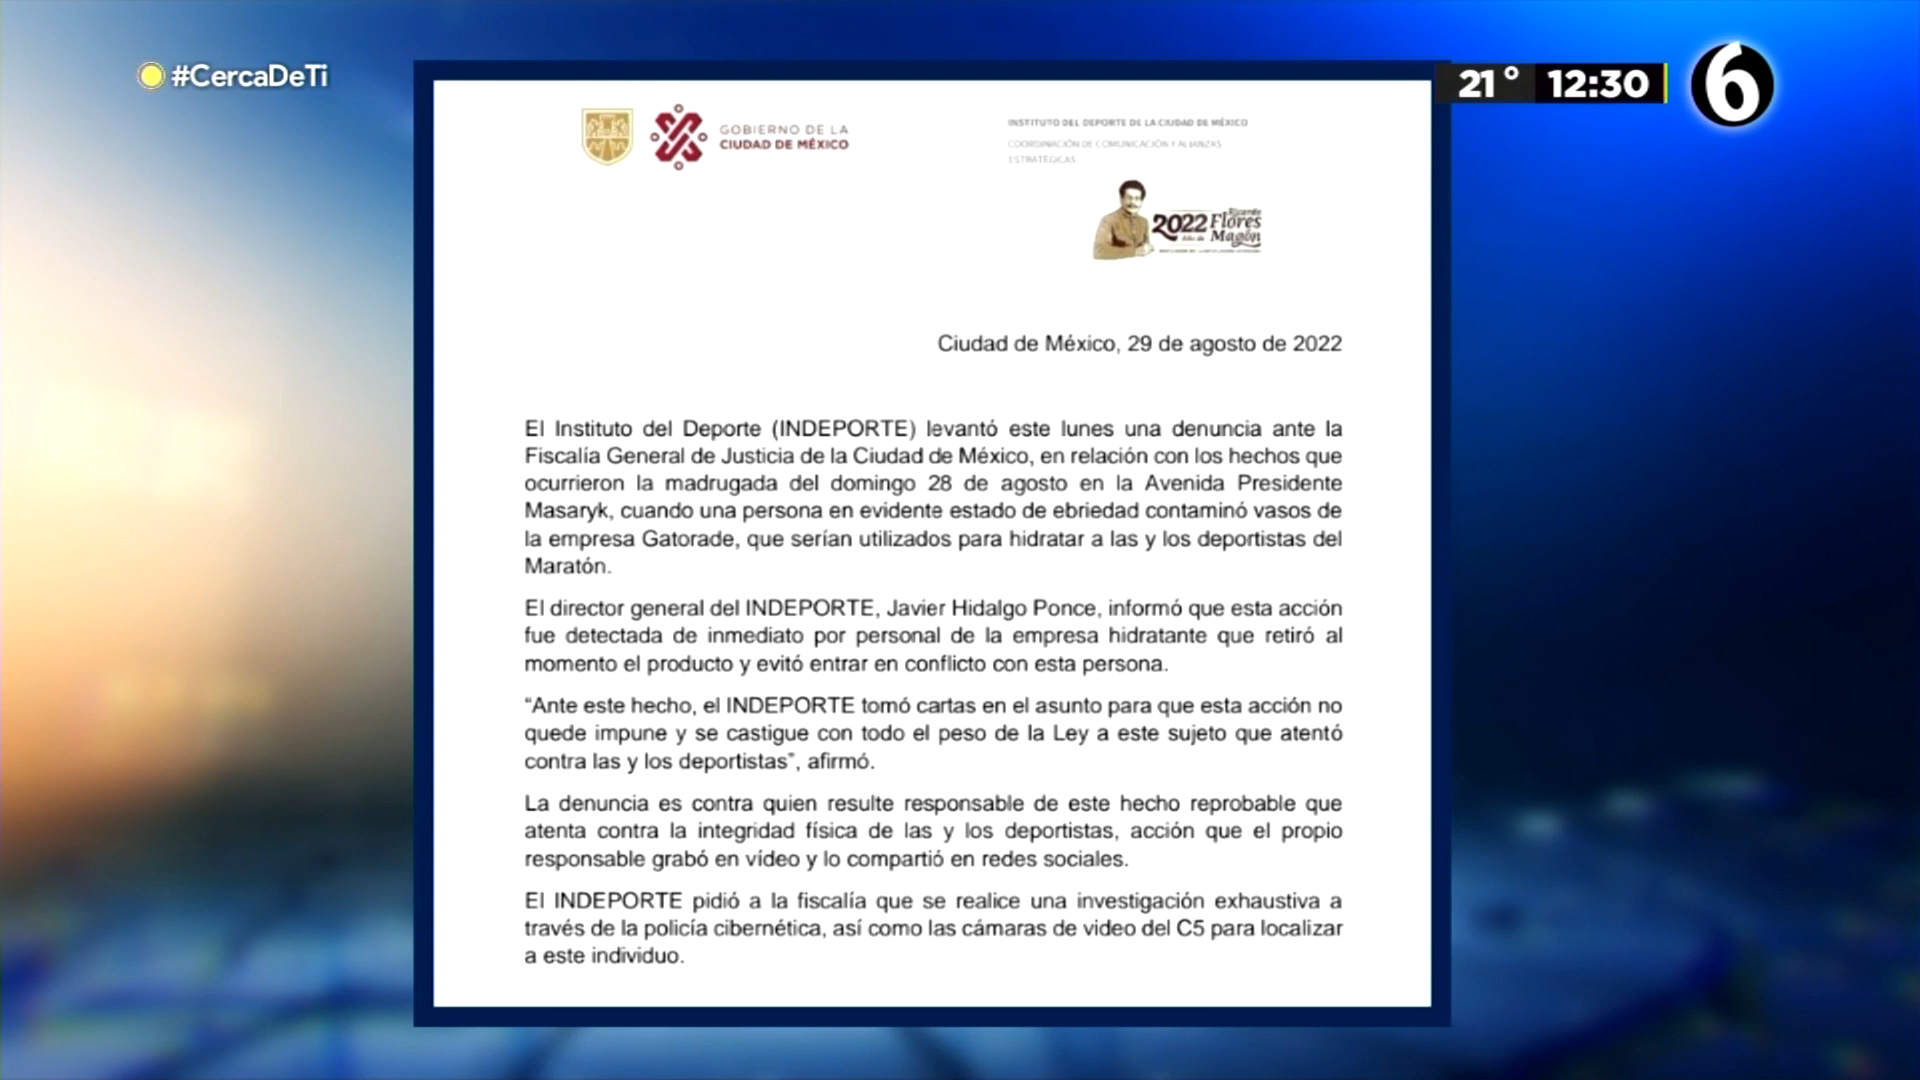 #CercaDeTi
21° 12:30 6
GOBIERNO DE LA
CIUDAD DE MÉXICO
INSTITUTO DEL DEPORTE DE LA CIUDAD DE MÉXICO
COORDINACIÓN DE COMUNICACIÓN Y ALIANZAS
ESTRATÉGICAS
2022 Ricardo
Flores
Año de Magón
Ciudad de México, 29 de agosto de 2022
El Instituto del Deporte (INDEPORTE) levantó este lunes una denuncia ante la
Fiscalía General de Justicia de la Ciudad de México, en relación con los hechos que
ocurrieron la madrugada del domingo 28 de agosto en la Avenida Presidente
Masaryk, cuando una persona en evidente estado de ebriedad contaminó vasos de
la empresa Gatorade, que serían utilizados para hidratar a las y los deportistas del
Maratón.
El director general del INDEPORTE, Javier Hidalgo Ponce, informó que esta acción
fue detectada de inmediato por personal de la empresa hidratante que retiró al
momento el producto y evitó entrar en conflicto con esta persona.
“Ante este hecho, el INDEPORTE tomó cartas en el asunto para que esta acción no
quede impune y se castigue con todo el peso de la Ley a este sujeto que atentó
contra las y los deportistas”, afirmó.
La denuncia es contra quien resulte responsable de este hecho reprobable que
atenta contra la integridad física de las y los deportistas, acción que el propio
responsable grabó en vídeo y lo compartió en redes sociales.
El INDEPORTE pidió a la fiscalía que se realice una investigación exhaustiva a
través de la policía cibernética, así como las cámaras de video del C5 para localizar
a este individuo.